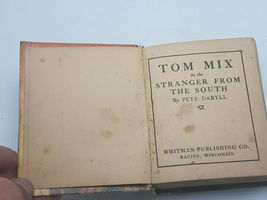 TOM MIX
in the
STRANGER FROM
THE SOUTH
By PETE DARYLL
WHITMAN PUBLISHING CO.
RACINE, WISCONSIN